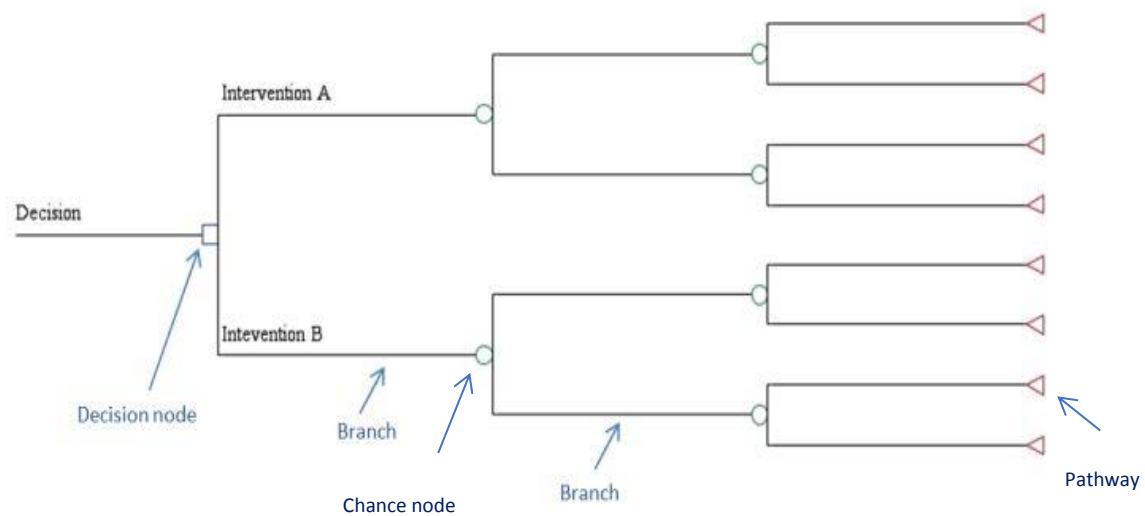 Intervention A
Decision
Intevention B
Decision node
Branch
Chance node
Branch
Pathway